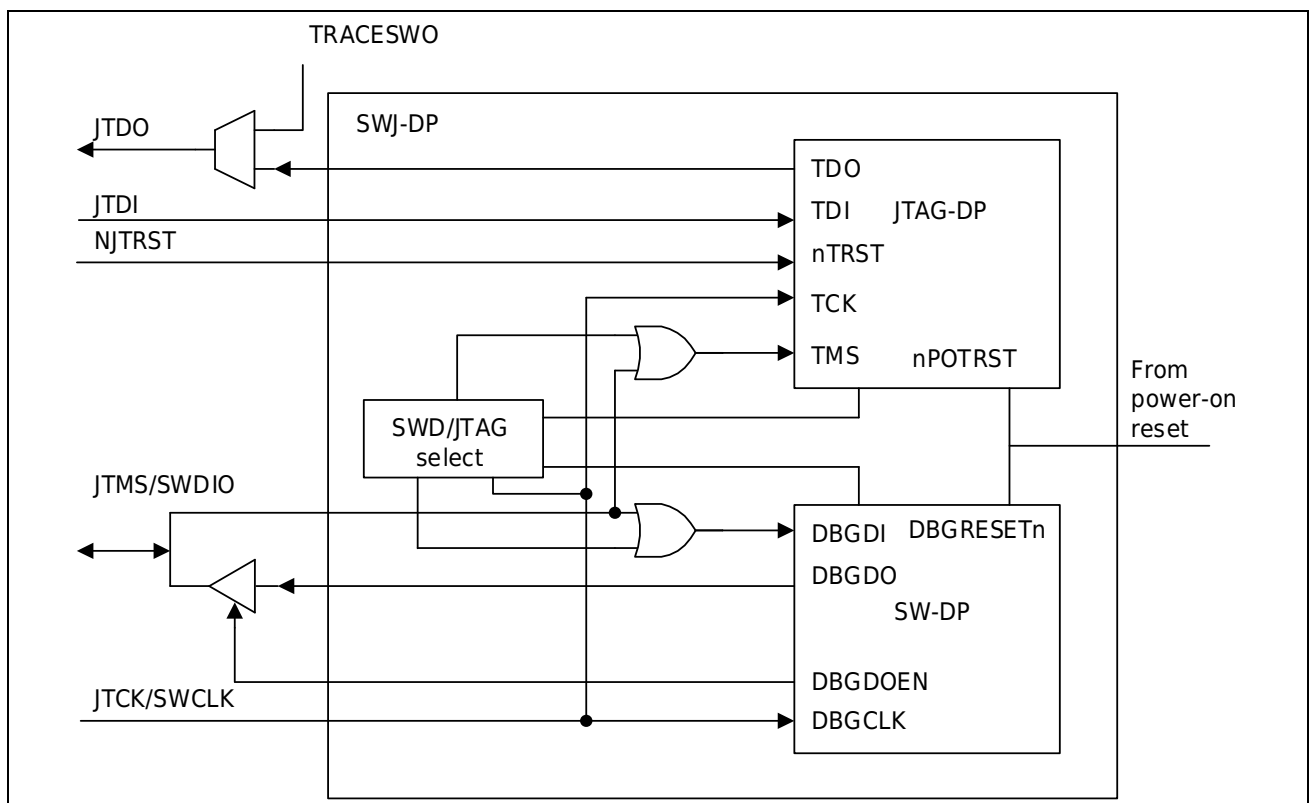 TRACESWO
SWJ-DP
JTDO
TDO
JTDI
TDI
JTAG-DP
NJTRST
nTRST
TCK
TMS
nPOTRST
From
power-on
reset
SWD/JTAG
select
JTMS/SWDIO
DBGDI
DBGRESETn
DBGDO
SW-DP
DBGDOEN
JTCK/SWCLK
DBGCLK